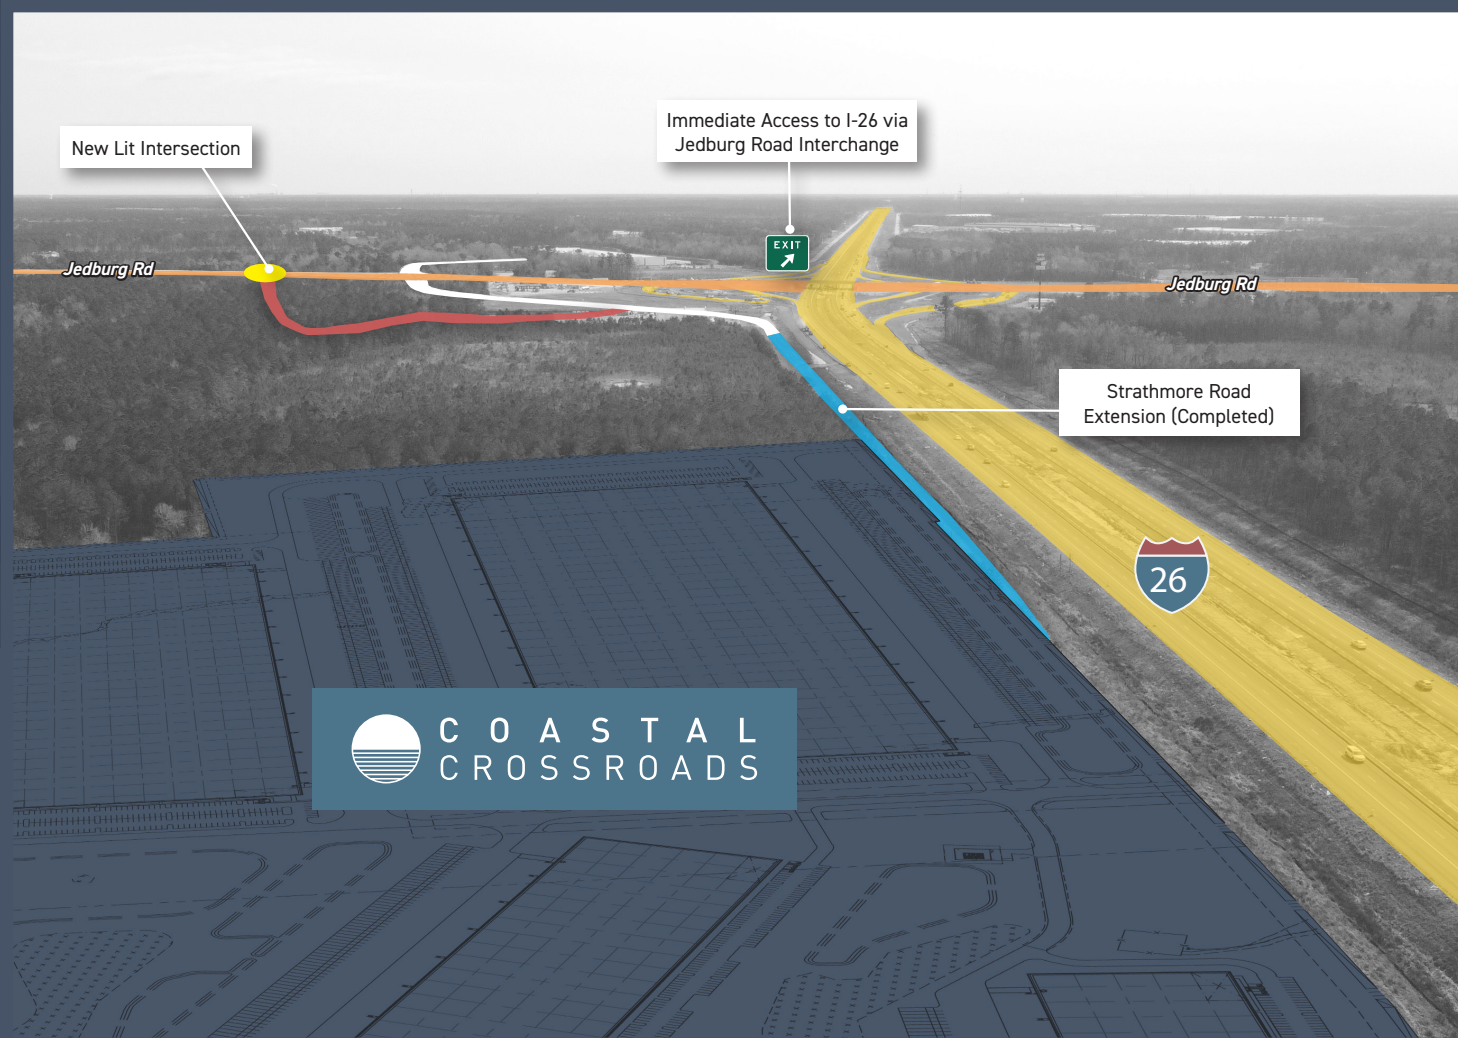 New Lit Intersection
Immediate Access to I-26 via
Jedburg Road Interchange
EXIT
Jedburg Rd
Jedburg Rd
Strathmore Road
Extension (Completed)
26
COASTAL
CROSSROADS